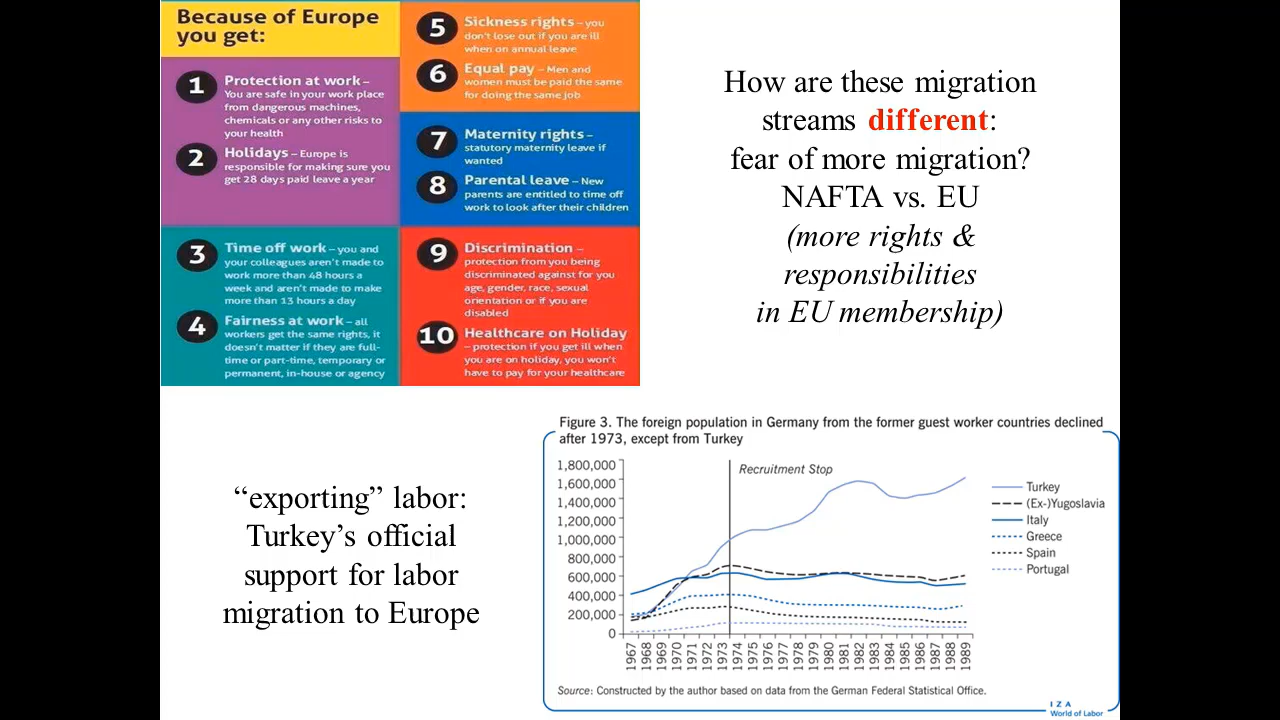 Because of Europe
you get:
1
Protection at work –
You are safe in your work place
from dangerous machines,
chemicals or any other risks to
your health
2
Holidays – Europe is
responsible for making sure you
get 28 days paid leave a year
3
Time off work – you and
your colleagues aren't made to
work more than 48 hours a
week and aren't made to make
more than 13 hours a day
4
Fairness at work – all
workers get the same rights, it
doesn't matter if they are full-
time or part-time, temporary or
permanent, in-house or agency
5
Sickness rights – you
don't lose out if you are ill
when on annual leave
6
Equal pay – Men and
women must be paid the same
for doing the same job.
7
Maternity rights –
statutory maternity leave if
wanted
8
Parental leave – New
parents are entitled to time off
work to look after their children
9
Discrimination –
protection from you being
discriminated against for you
age, gender, race, sexual
orientation or if you are
disabled
10
Healthcare on Holiday
– protection if you get ill when
you are on holiday, you won't
have to pay for your healthcare
How are these migration
streams different:
fear of more migration?
NAFTA vs. EU
(more rights &
responsibilities
in EU membership)
“exporting” labor:
Turkey’s official
support for labor
migration to Europe
Figure 3. The foreign population in Germany from the former guest worker countries declined
after 1973, except from Turkey
1,800,000
1,600,000
1,400,000
1,200,000
1,000,000
800,000
600,000
400,000
200,000
0
Recruitment Stop
Turkey
(Ex-)Yugoslavia
Italy
Greece
Spain
Portugal
1967 1968 1969 1970 1971 1972 1973 1974 1975 1976 1977 1978 1979 1980 1981 1982 1983 1984 1985 1986 1987 1988 1989
Source: Constructed by the author based on data from the German Federal Statistical Office.
I Z A
World of Labor